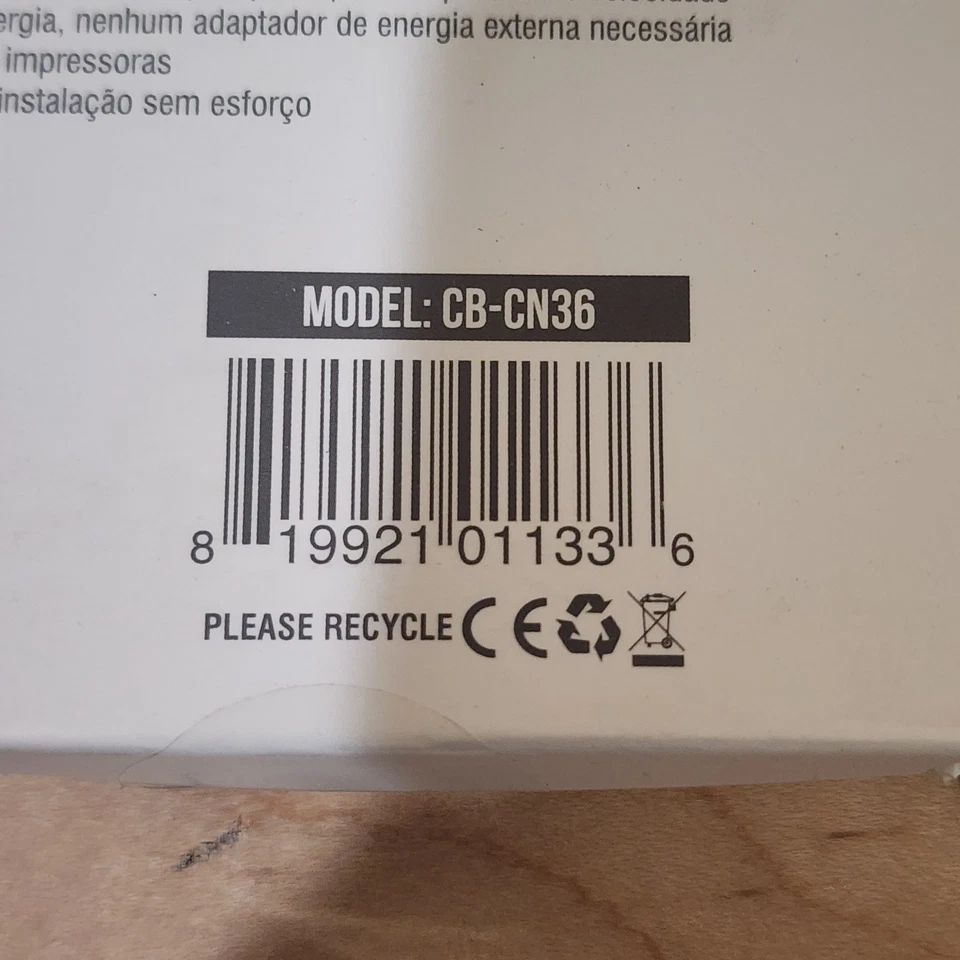 ergia, nenhum adaptador de energia externa necessária
impressoras
instalação sem esforço
MODEL: CB-CN36
8 19921 01133 6
PLEASE RECYCLE CE